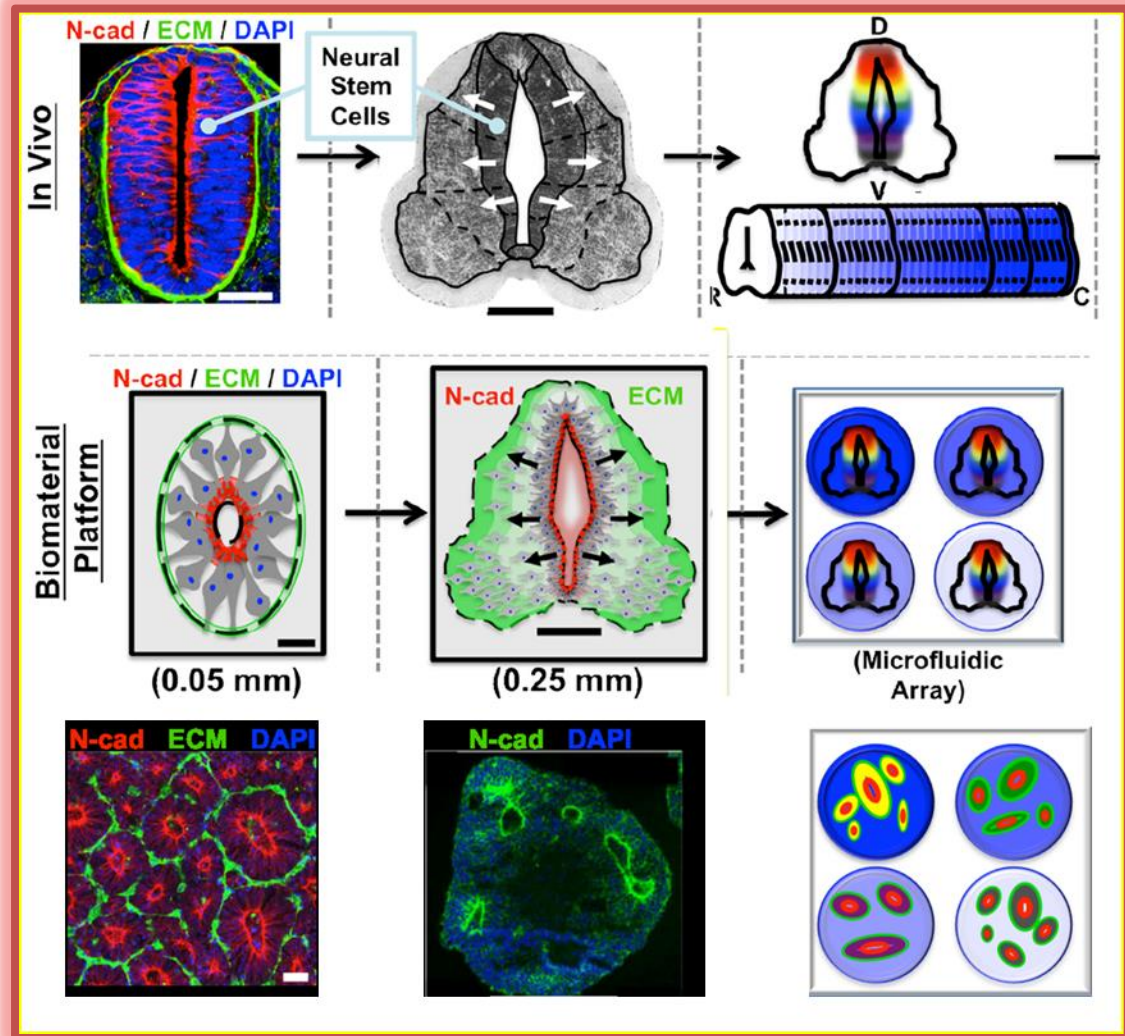 N-cad / ECM / DAPI
Neural
Stem
Cells
D
V
R
C
In Vivo
N-cad / ECM / DAPI
N-cad
ECM
Biomaterial
Platform
(0.05 mm)
(0.25 mm)
(Microfluidic
Array)
N-cad ECM DAPI
N-cad DAPI